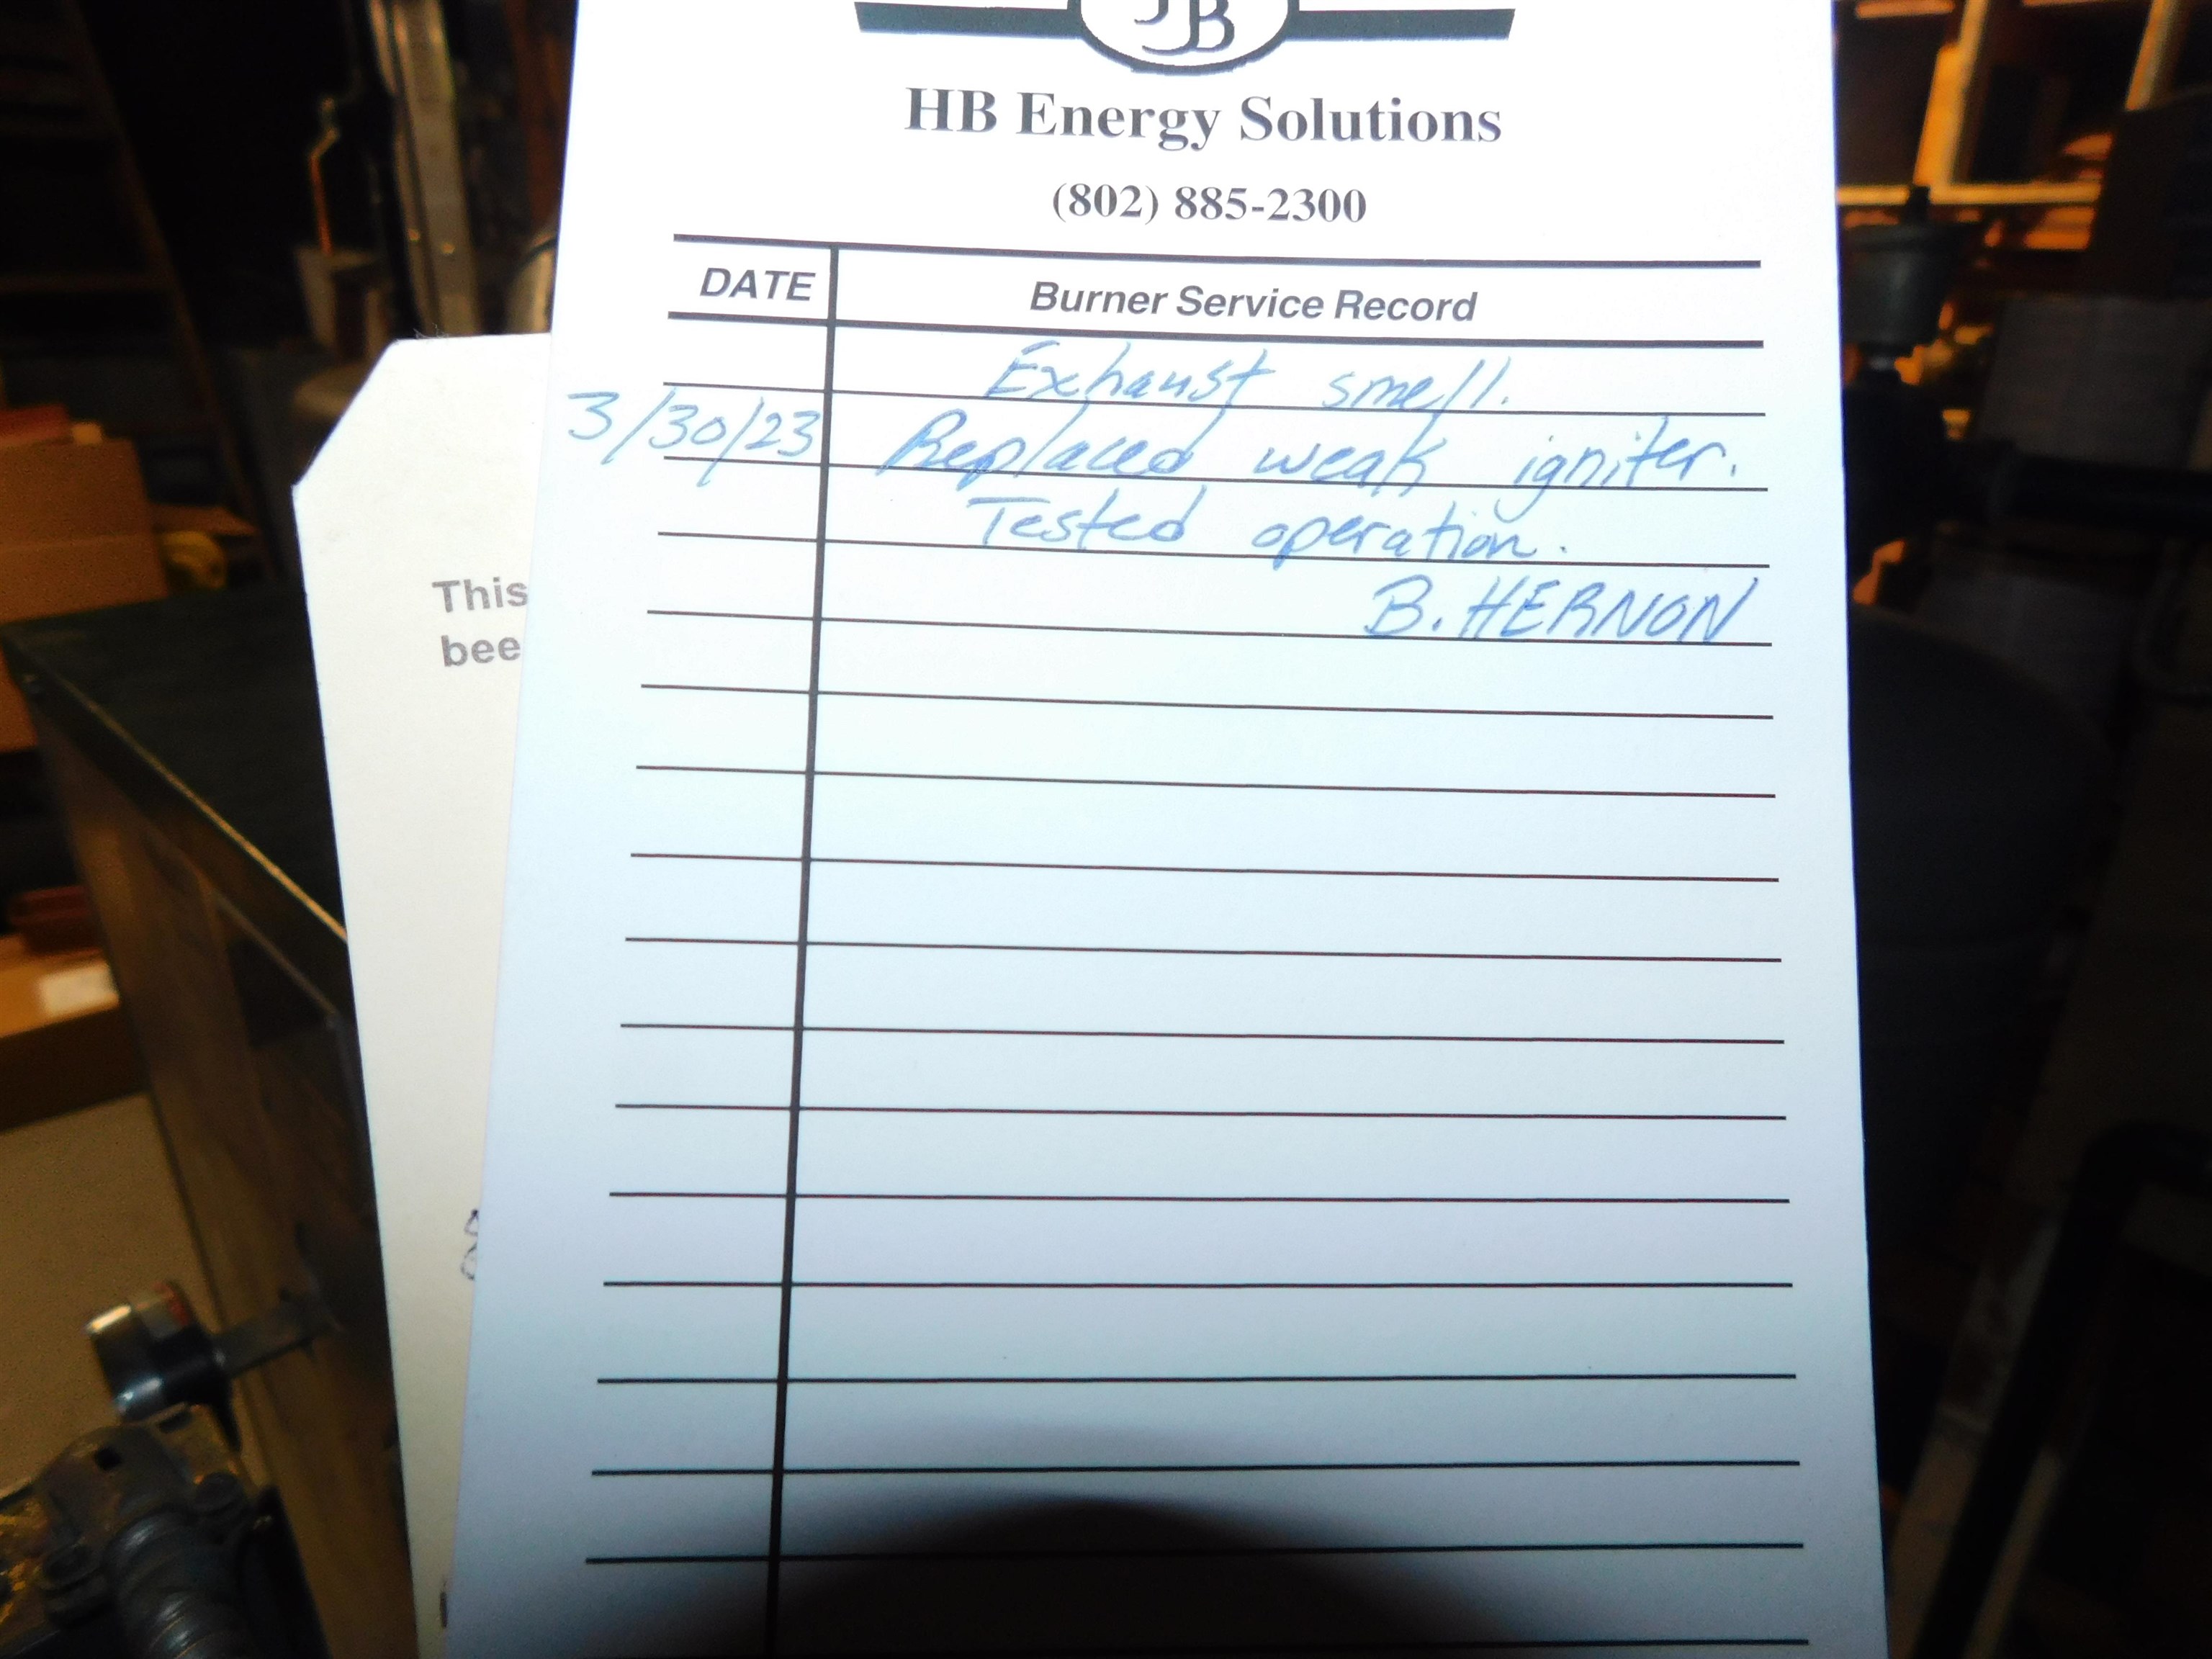 HB Energy Solutions
(802) 885-2300
DATE Burner Service Record
Exhaust smell.
3/30/23 Replaced weak igniter.
Tested operation.
B. HERNON
This
bee